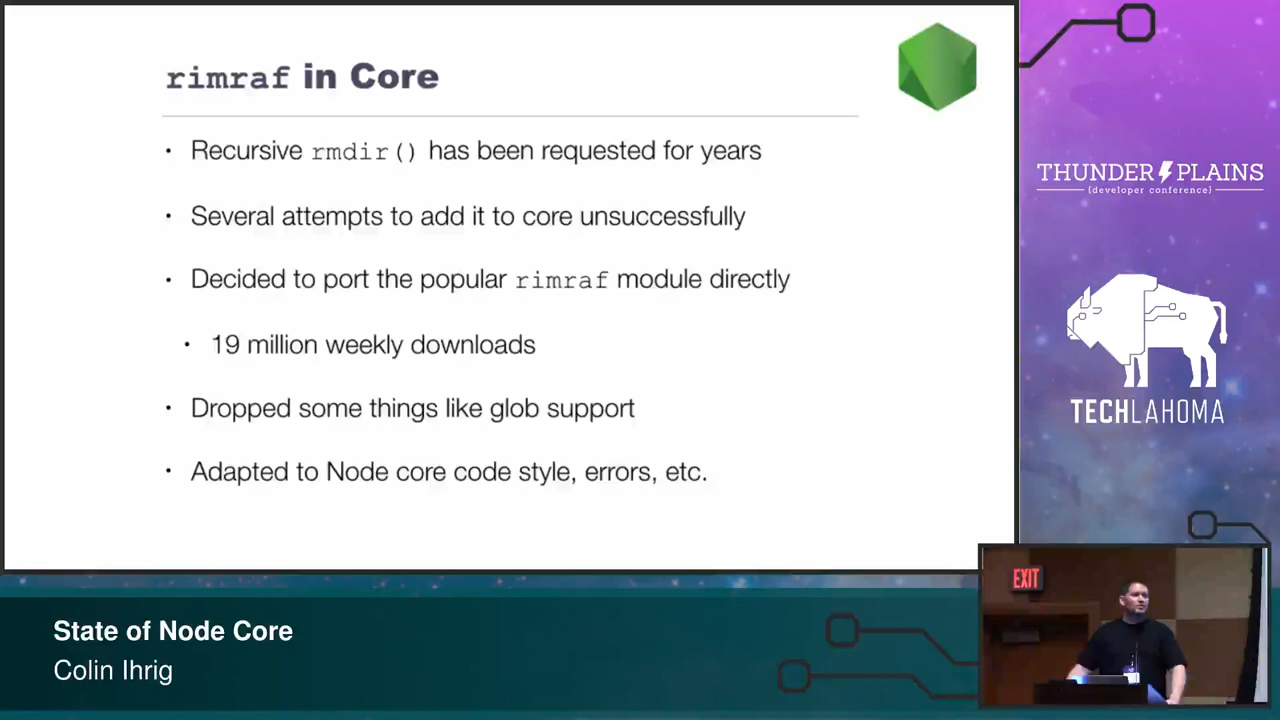 rimraf in Core
• Recursive rmdir() has been requested for years
• Several attempts to add it to core unsuccessfully
• Decided to port the popular rimraf module directly
• 19 million weekly downloads
• Dropped some things like glob support
• Adapted to Node core code style, errors, etc.
THUNDER PLAINS
{developer conference}
TECHLAHOMA
EXIT
State of Node Core
Colin Ihrig